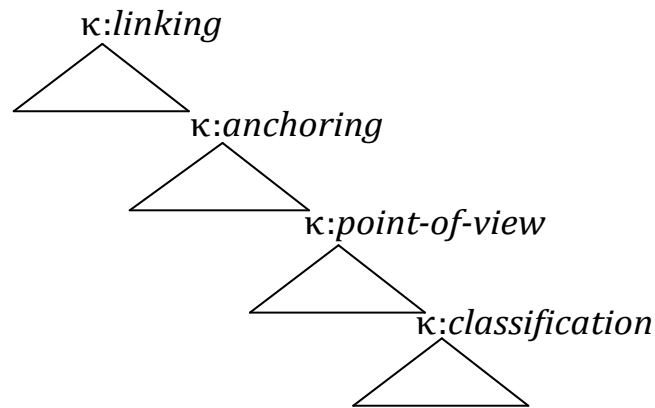 κ:linking
κ:anchoring
κ:point-of-view
κ:classification